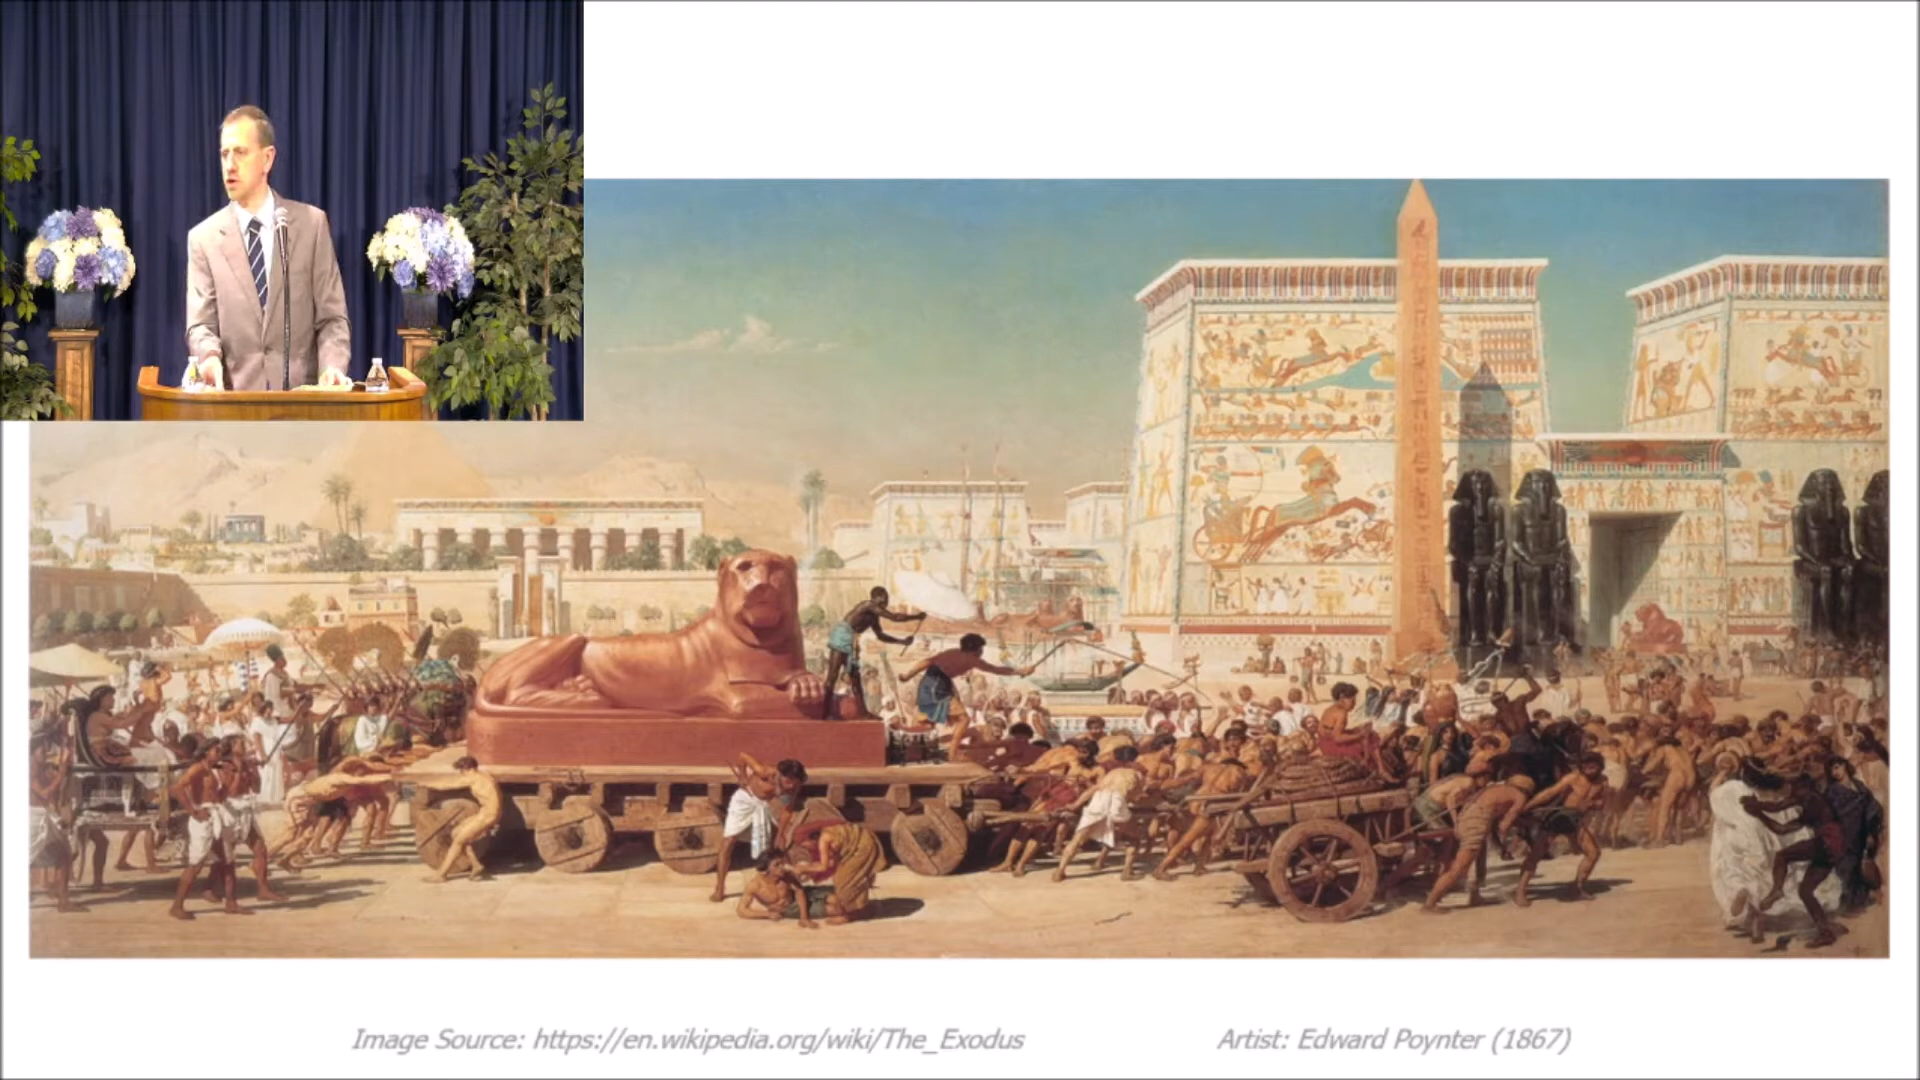 Image Source: https://en.wikipedia.org/wiki/The_Exodus
Artist: Edward Poynter (1867)